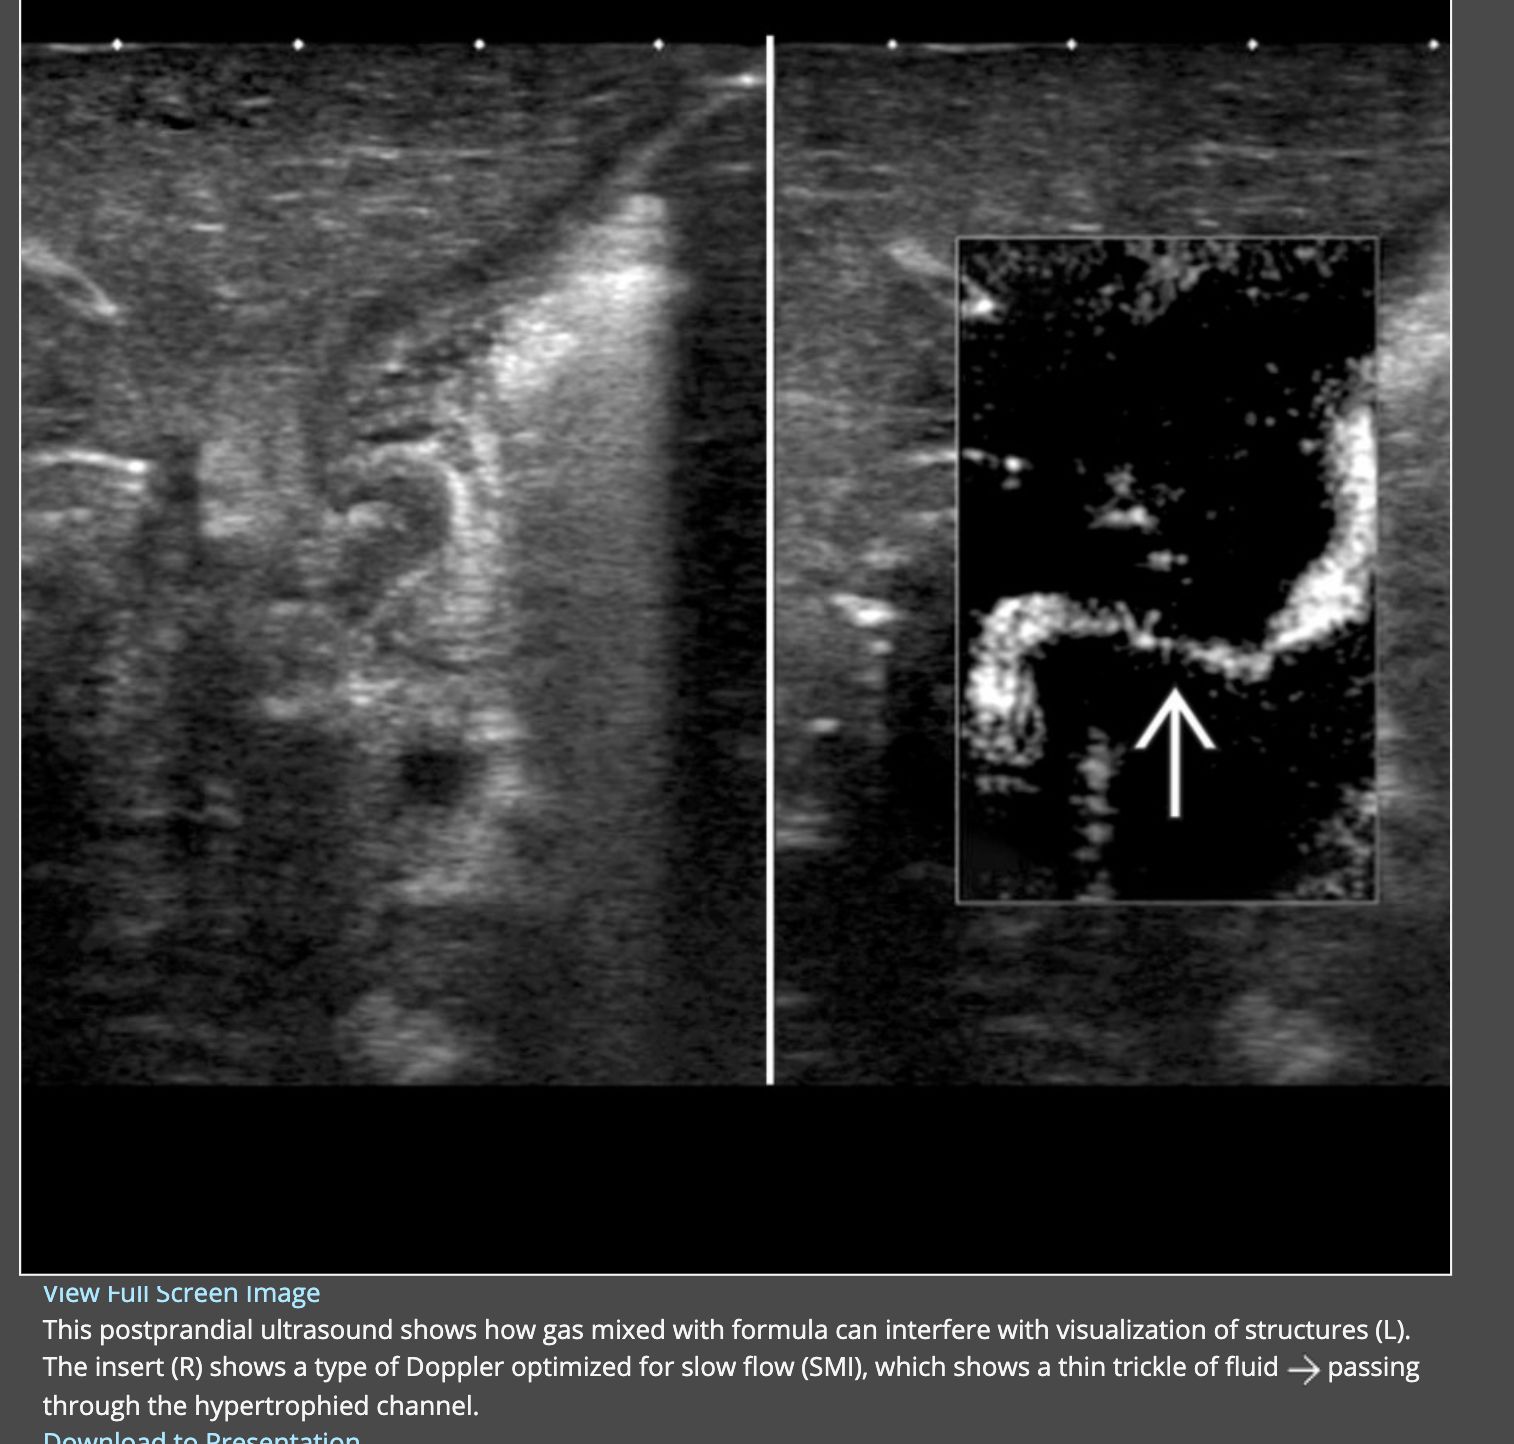 View Full Screen Image
This postprandial ultrasound shows how gas mixed with formula can interfere with visualization of structures (L).
The insert (R) shows a type of Doppler optimized for slow flow (SMI), which shows a thin trickle of fluid → passing
through the hypertrophied channel.
Download to Presentation